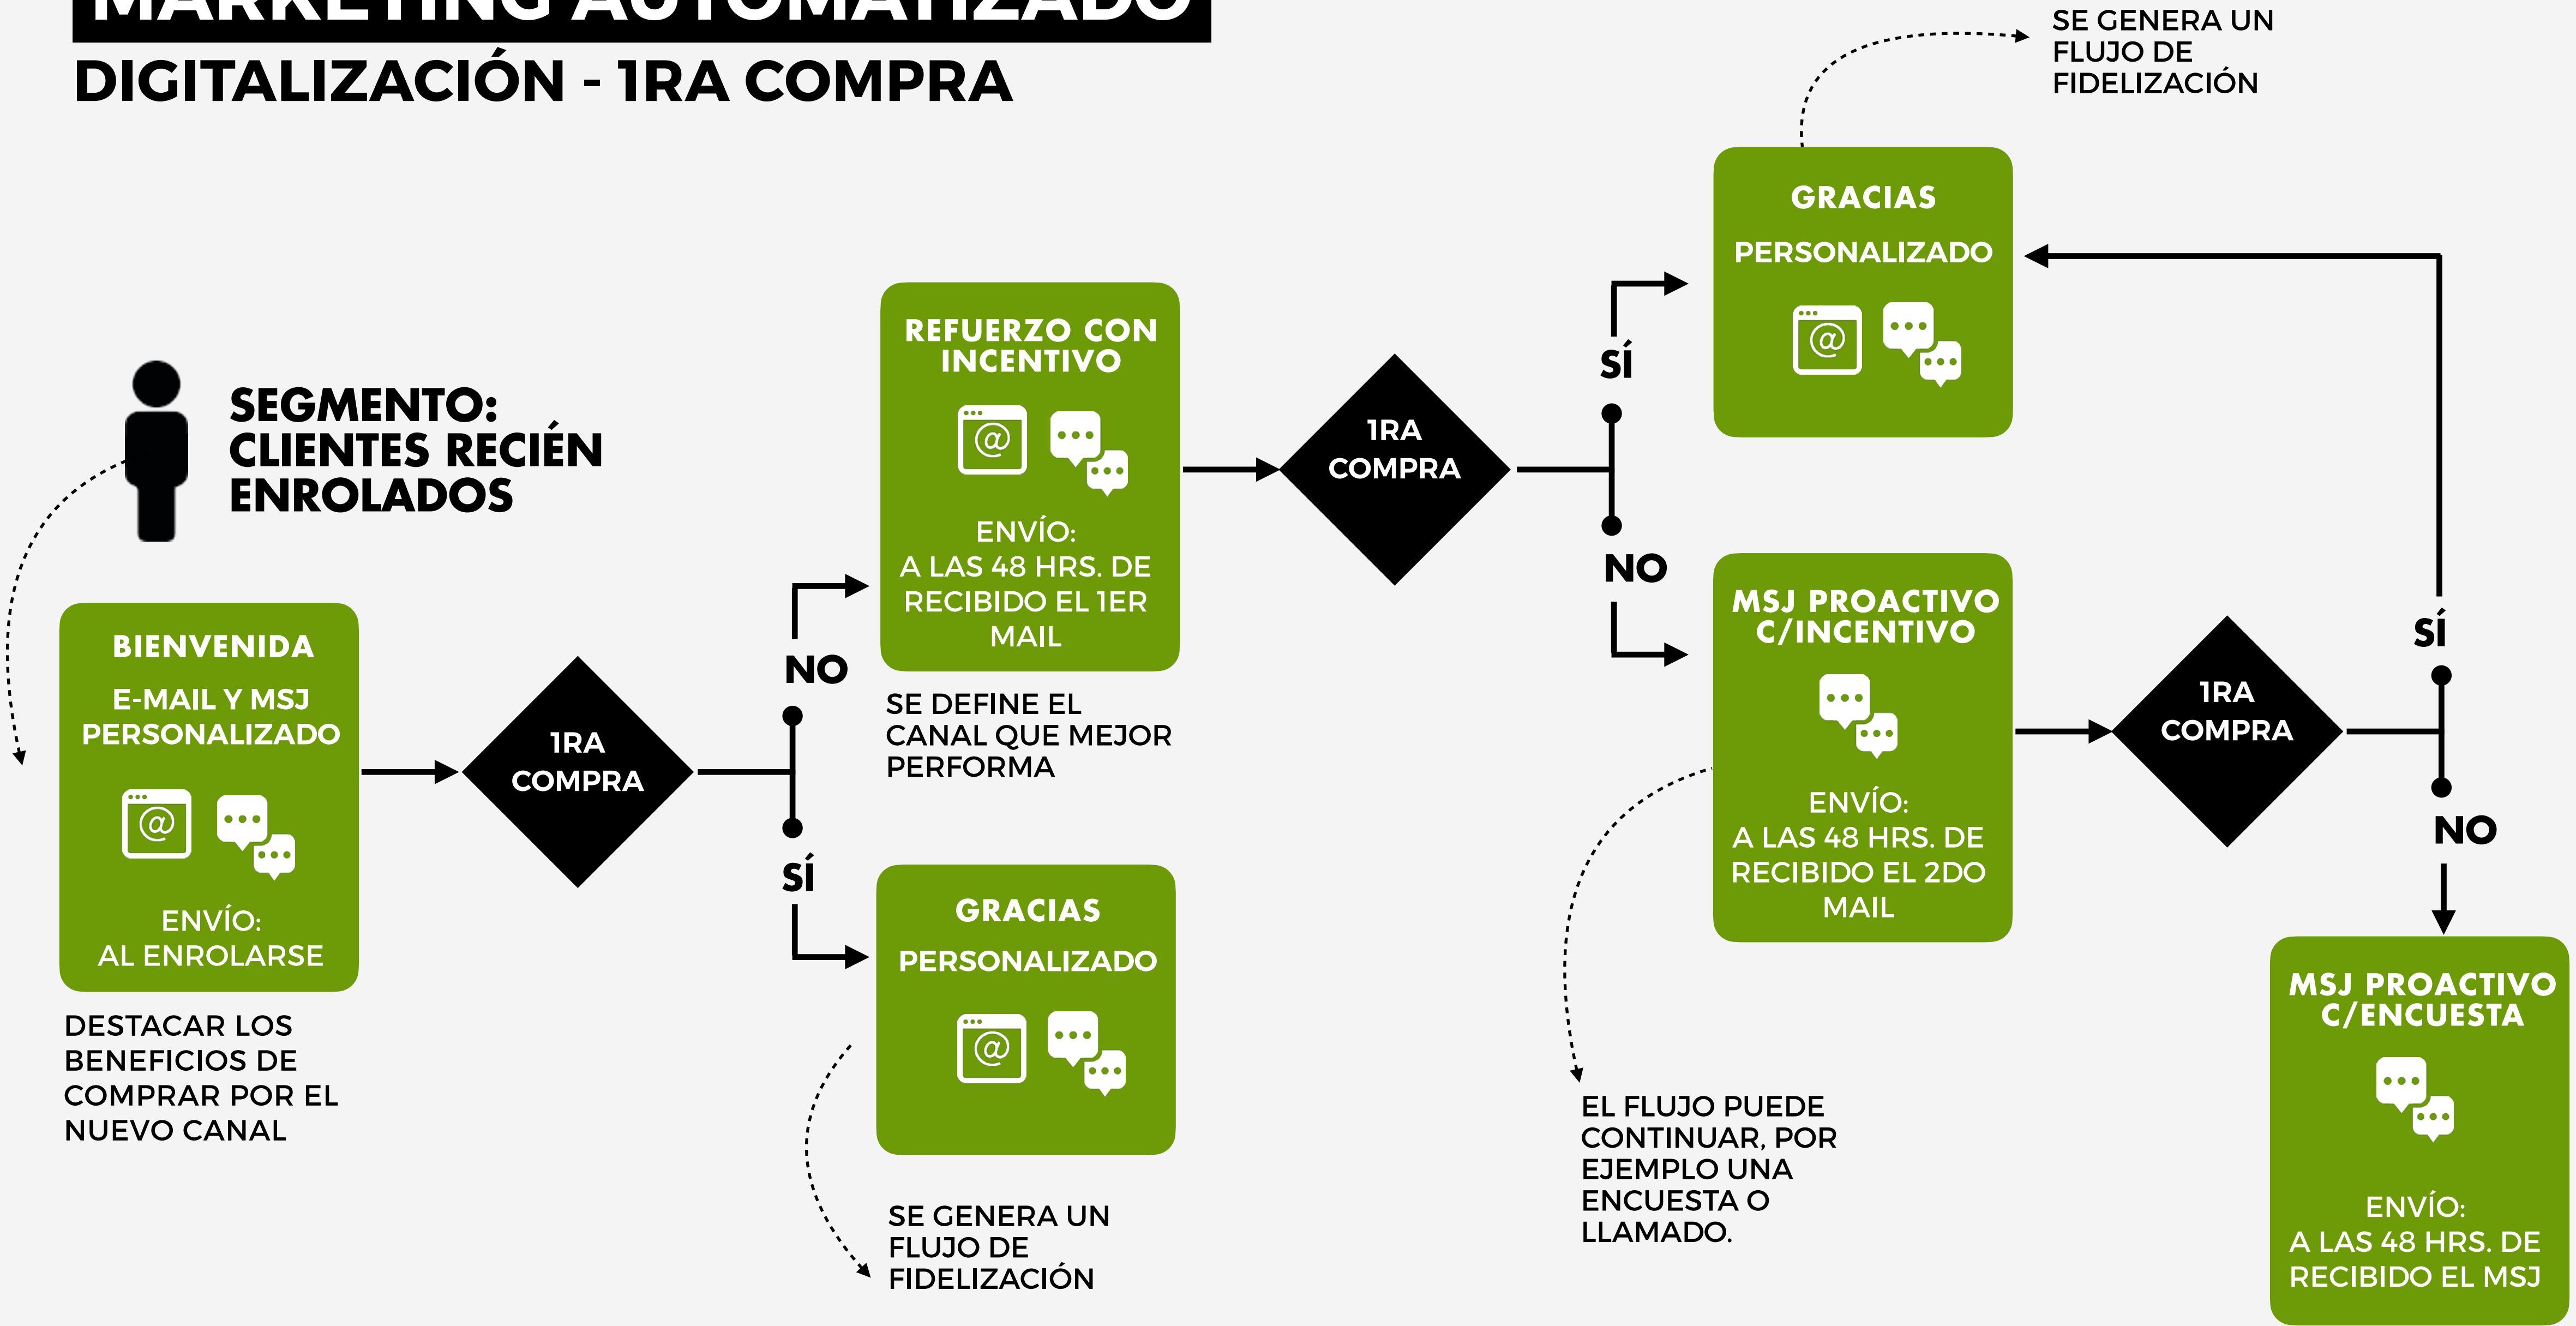 MARKETING AUTOMATIZADO
DIGITALIZACIÓN - 1RA COMPRA
SEGMENTO:
CLIENTES RECIÉN
ENROLADOS
BIENVENIDA
E-MAIL Y MSJ
PERSONALIZADO
@
ENVÍO:
AL ENROLARSE
DESTACAR LOS
BENEFICIOS DE
COMPRAR POR EL
NUEVO CANAL
1RA
COMPRA
NO
REFUERZO CON
INCENTIVO
@
ENVÍO:
A LAS 48 HRS. DE
RECIBIDO EL 1ER
MAIL
SE DEFINE EL
CANAL QUE MEJOR
PERFORMA
SÍ
GRACIAS
PERSONALIZADO
@
SE GENERA UN
FLUJO DE
FIDELIZACIÓN
1RA
COMPRA
SÍ
GRACIAS
PERSONALIZADO
@
SE GENERA UN
FLUJO DE
FIDELIZACIÓN
NO
MSJ PROACTIVO
C/INCENTIVO
ENVÍO:
A LAS 48 HRS. DE
RECIBIDO EL 2DO
MAIL
EL FLUJO PUEDE
CONTINUAR, POR
EJEMPLO UNA
ENCUESTA O
LLAMADO.
1RA
COMPRA
SÍ
NO
MSJ PROACTIVO
C/ENCUESTA
ENVÍO:
A LAS 48 HRS. DE
RECIBIDO EL MSJ